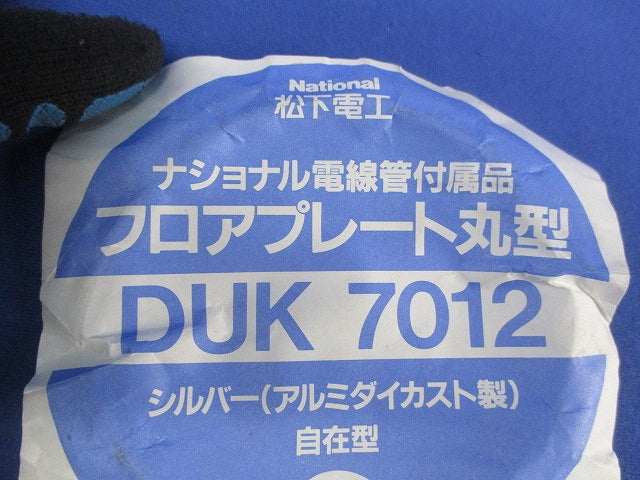 National
松下電工
ナショナル電線管付属品
フロアプレート丸型
DUK 7012
シルバー(アルミダイカスト製)
自在型